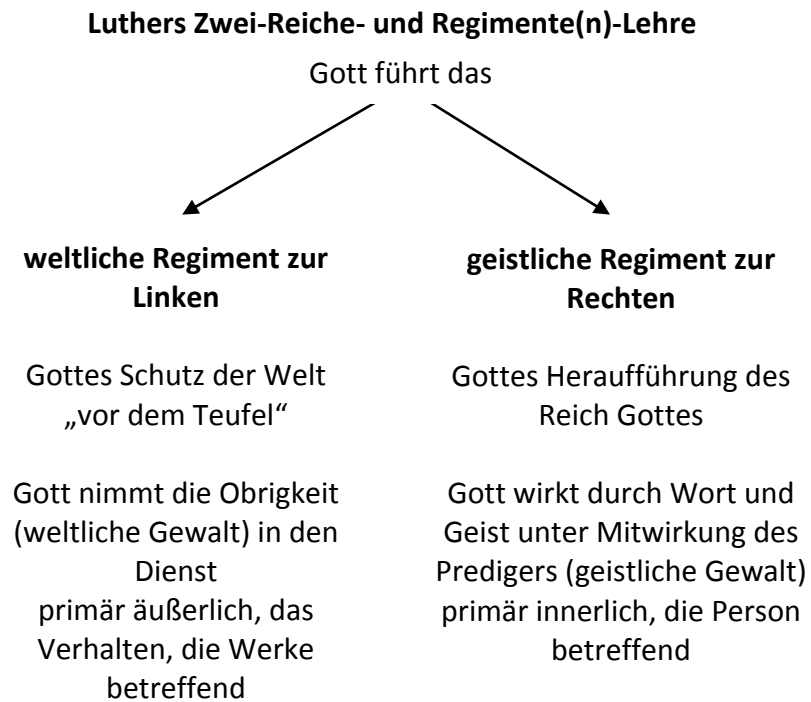 Luthers Zwei-Reiche- und Regimente(n)-Lehre
Gott führt das
weltliche Regiment zur
Linken
Gottes Schutz der Welt
„vor dem Teufel“
Gott nimmt die Obrigkeit
(weltliche Gewalt) in den
Dienst
primär äußerlich, das
Verhalten, die Werke
betreffend
geistliche Regiment zur
Rechten
Gottes Heraufführung des
Reich Gottes
Gott wirkt durch Wort und
Geist unter Mitwirkung des
Predigers (geistliche Gewalt)
primär innerlich, die Person
betreffend